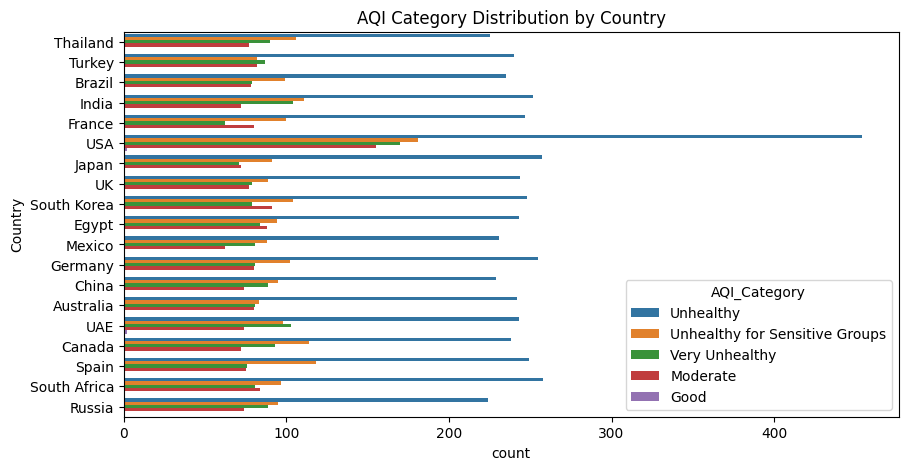 AQI Category Distribution by Country
Country
Thailand
Turkey
Brazil
India
France
USA
Japan
UK
South Korea
Egypt
Mexico
Germany
China
Australia
UAE
Canada
Spain
South Africa
Russia
AQI_Category
Unhealthy
Unhealthy for Sensitive Groups
Very Unhealthy
Moderate
Good
0 100 200 300 400
count